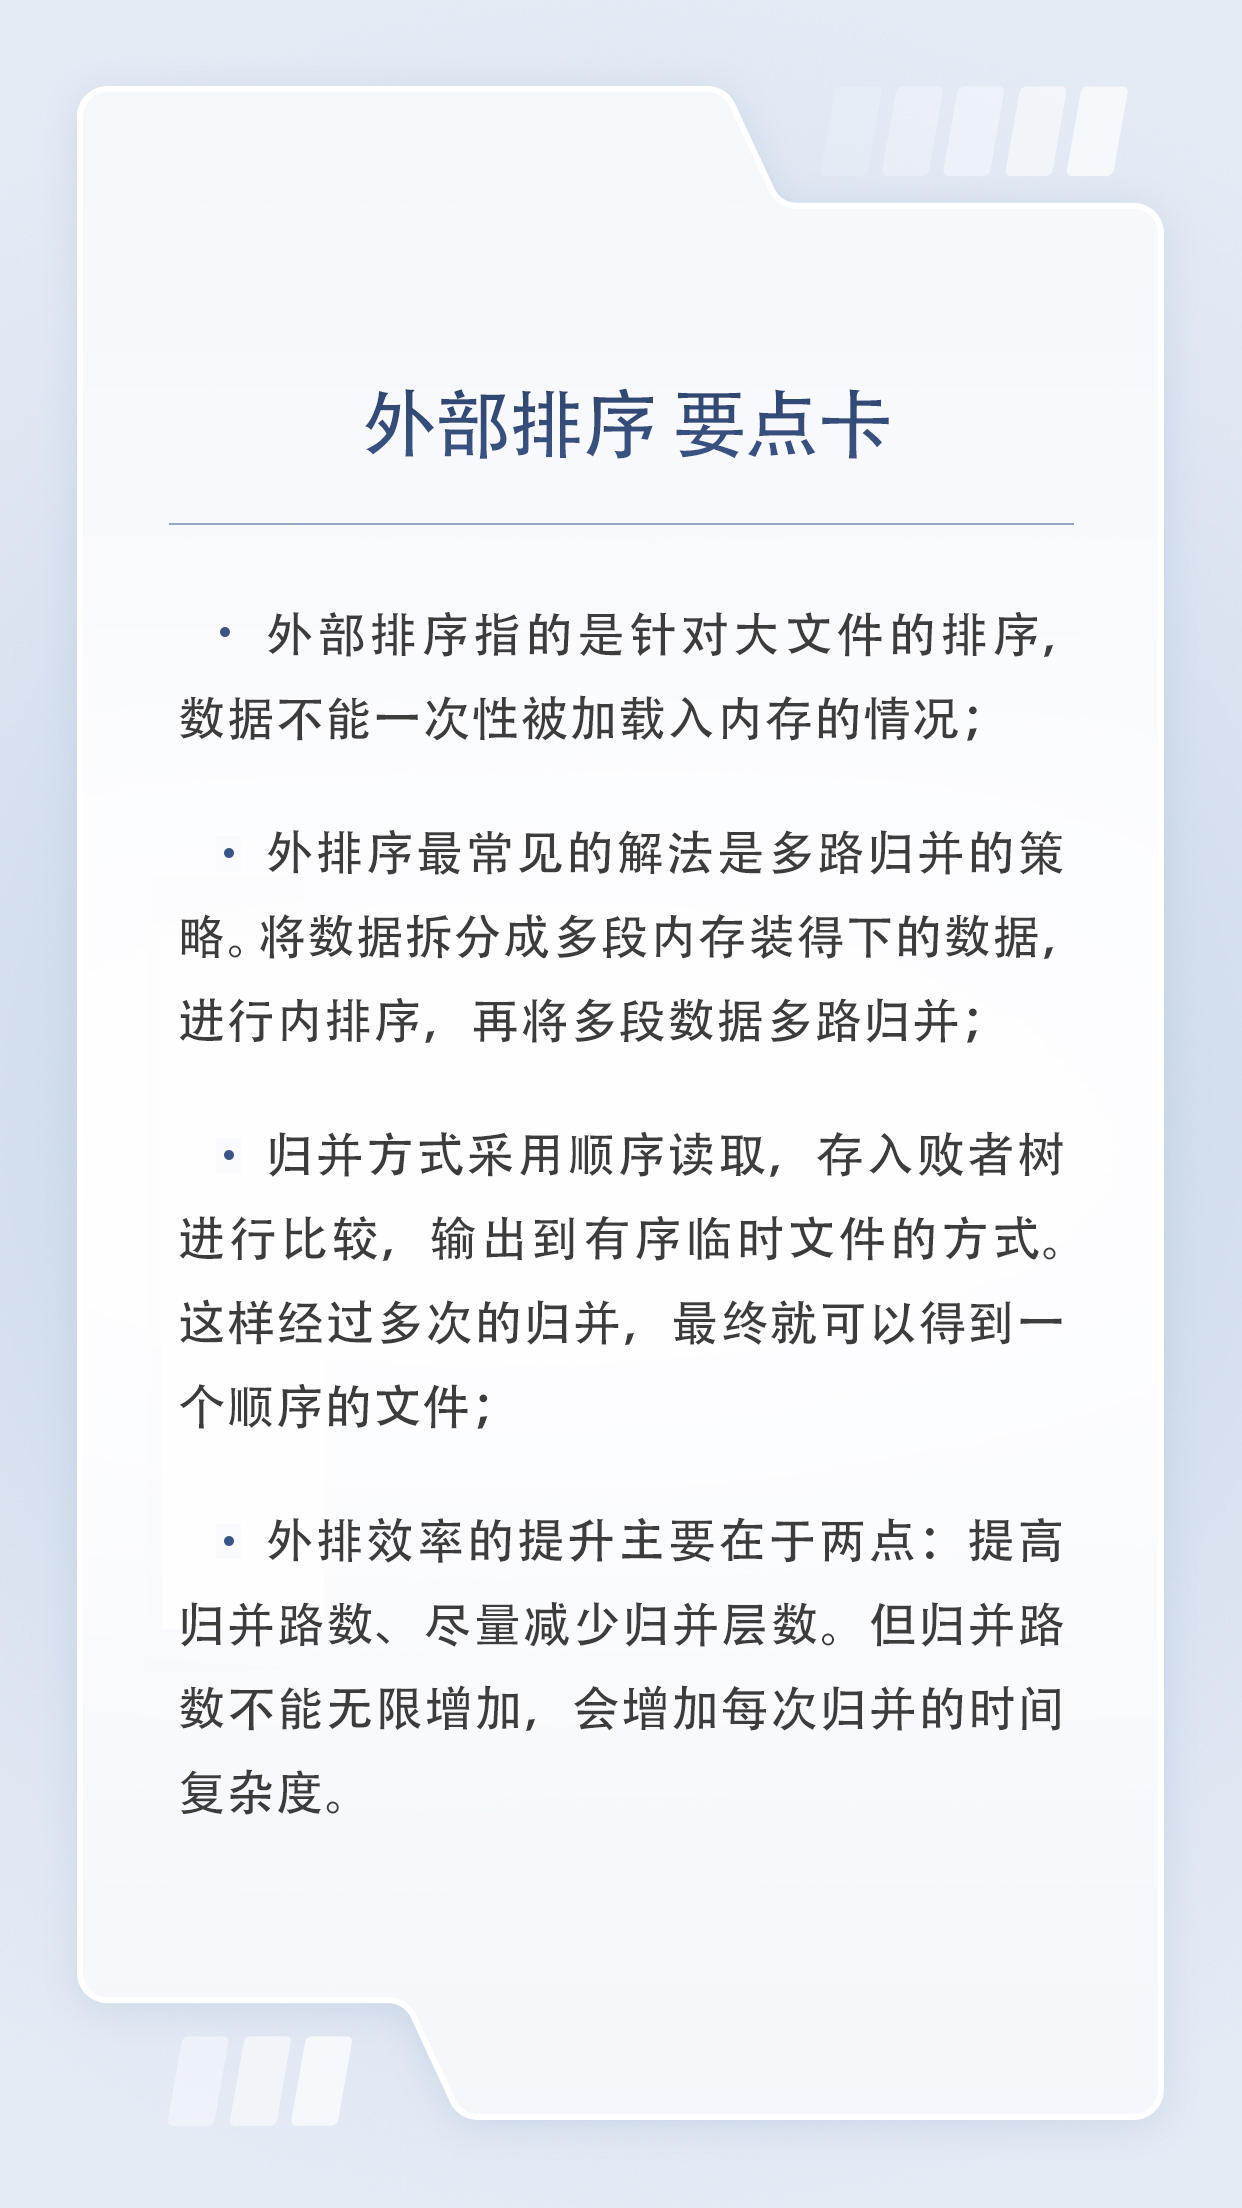 外部排序 要点卡
• 外部排序指的是针对大文件的排序,
数据不能一次性被加载入内存的情况；
• 外排序最常见的解法是多路归并的策
略。将数据拆分成多段内存装得下的数据,
进行内排序，再将多段数据多路归并；
• 归并方式采用顺序读取，存入败者树
进行比较，输出到有序临时文件的方式。
这样经过多次的归并，最终就可以得到一
个顺序的文件；
• 外排效率的提升主要在于两点：提高
归并路数、尽量减少归并层数。但归并路
数不能无限增加，会增加每次归并的时间
复杂度。